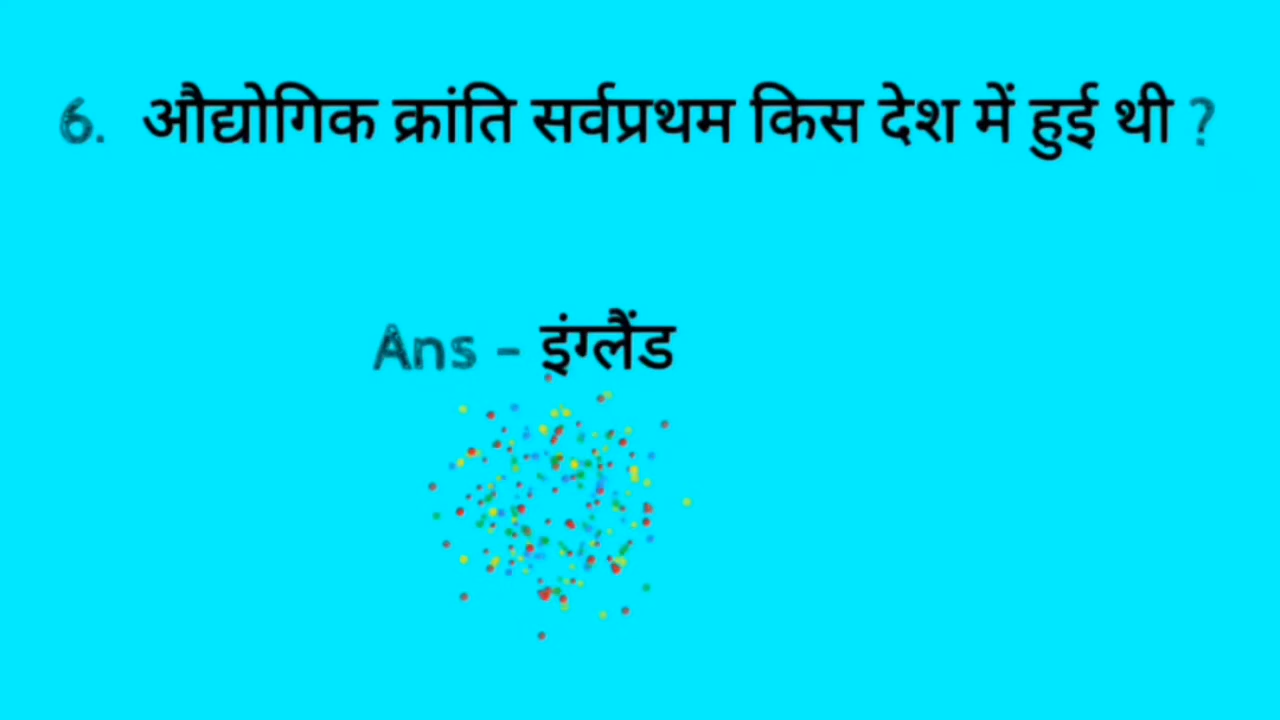 6. औद्योगिक क्रांति सर्वप्रथम किस देश में हुई थी ?
Ans - इंग्लैंड